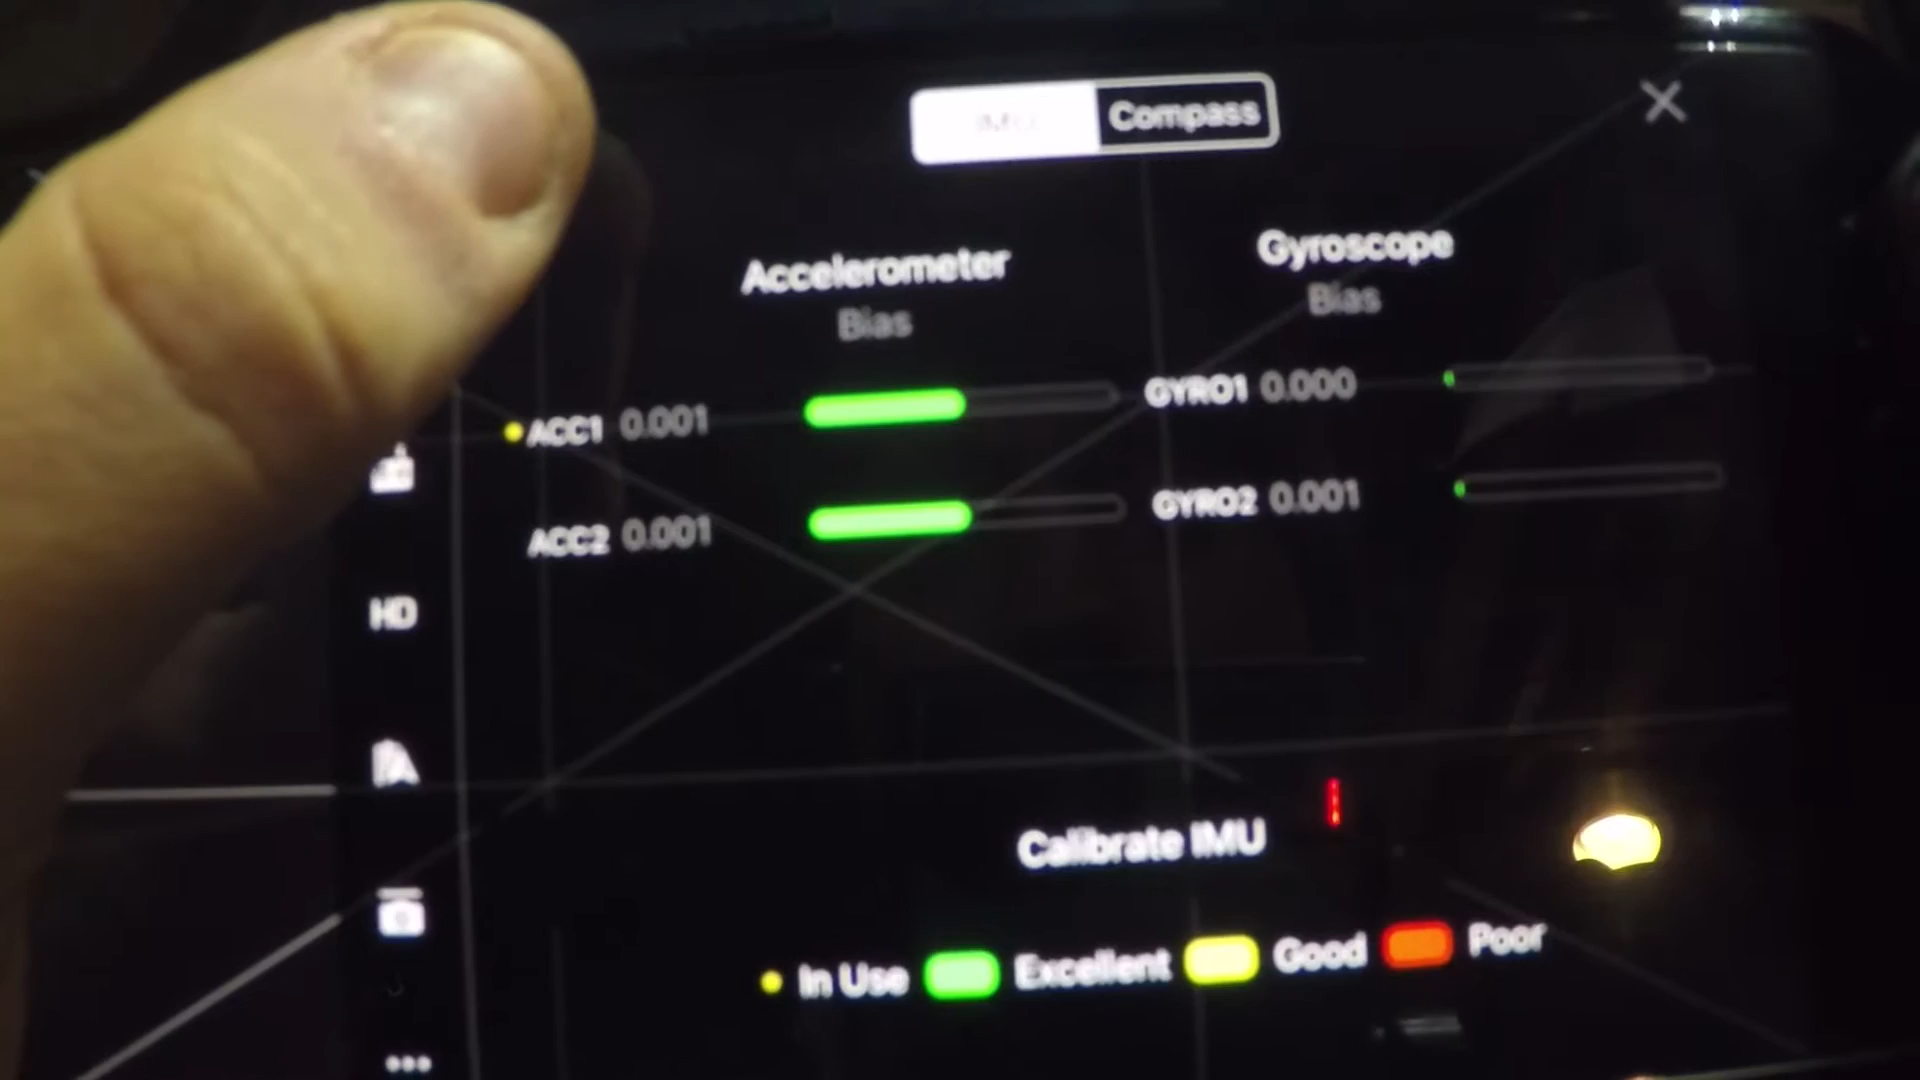 IMU Compass
Accelerometer Gyroscope
Bias Bias
ACC1 0.001 GYRO1 0.000
ACC2 0.001 GYRO2 0.001
HD
Calibrate IMU
In Use Excellent Good Poor